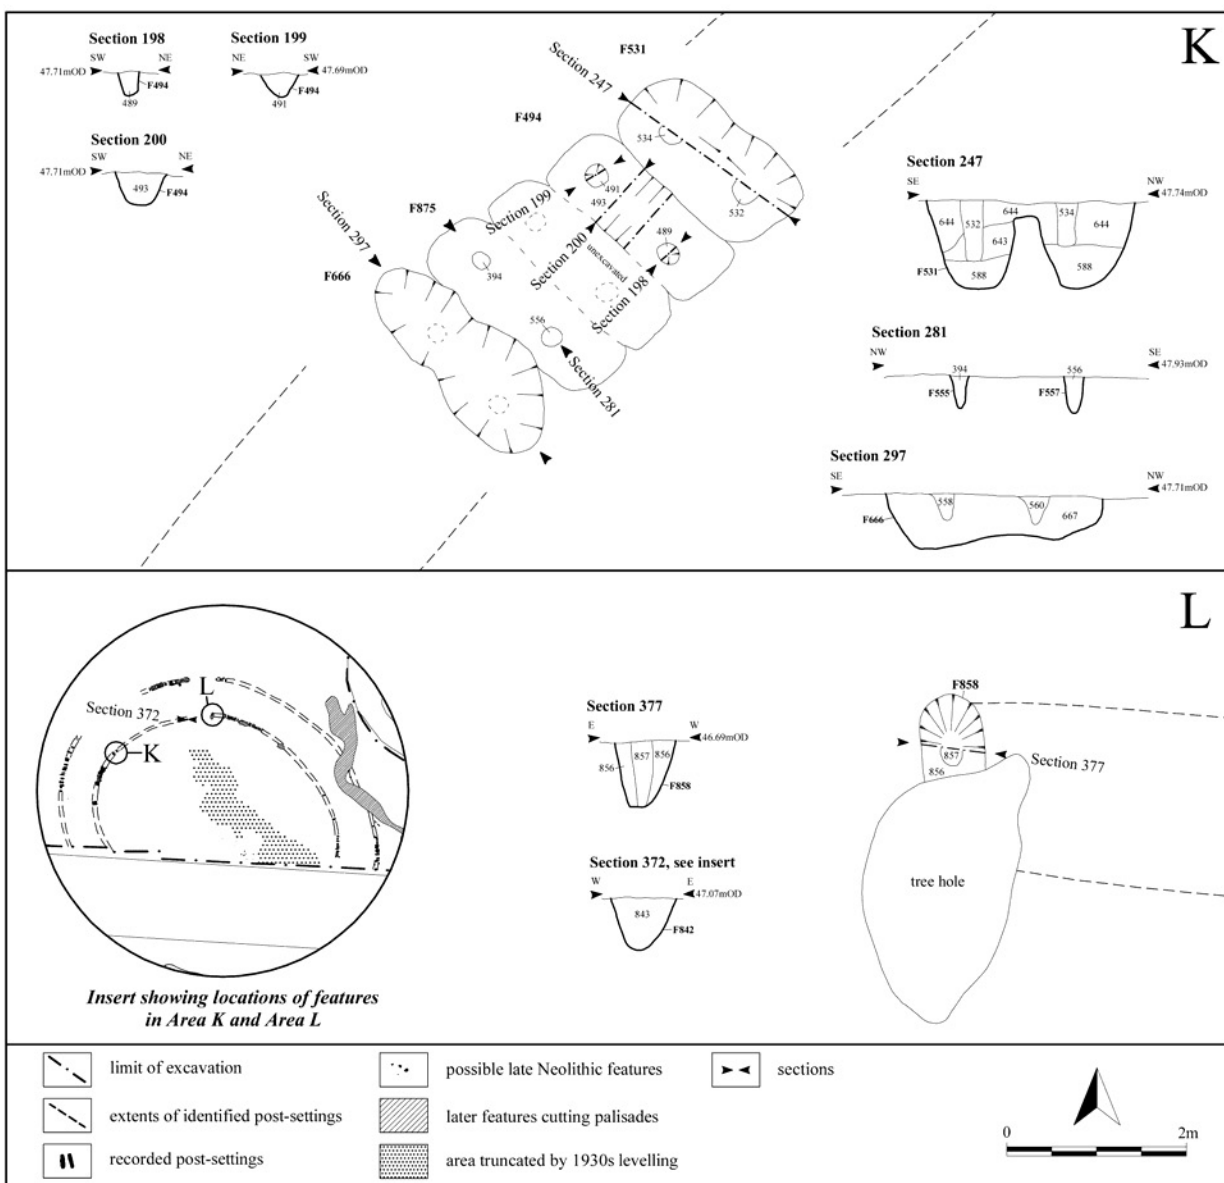 K
Section 198
SW NE
47.71mOD
F494
489
Section 199
NE SW
47.69mOD
F494
491
Section 200
SW NE
47.71mOD
493
F494
F531
Section 247
534
532
F494
491
493
Section 199
489
Section 200
unexcavated
Section 198
F875
Section 297
394
F666
556
Section 281
Section 247
SE NW
47.74mOD
644 532 644 534 644
643
F531
588 588
Section 281
NW SE
47.93mOD
394 556
F555 F557
Section 297
SE NW
47.71mOD
558 560
F666 667
L
L
Section 372
K
Insert showing locations of features
in Area K and Area L
Section 377
E W
46.69mOD
856 857 856
F858
Section 372, see insert
W E
47.07mOD
843
F842
F858
857
856
Section 377
tree hole
limit of excavation
extents of identified post-settings
recorded post-settings
possible late Neolithic features
later features cutting palisades
area truncated by 1930s levelling
sections
0 2m